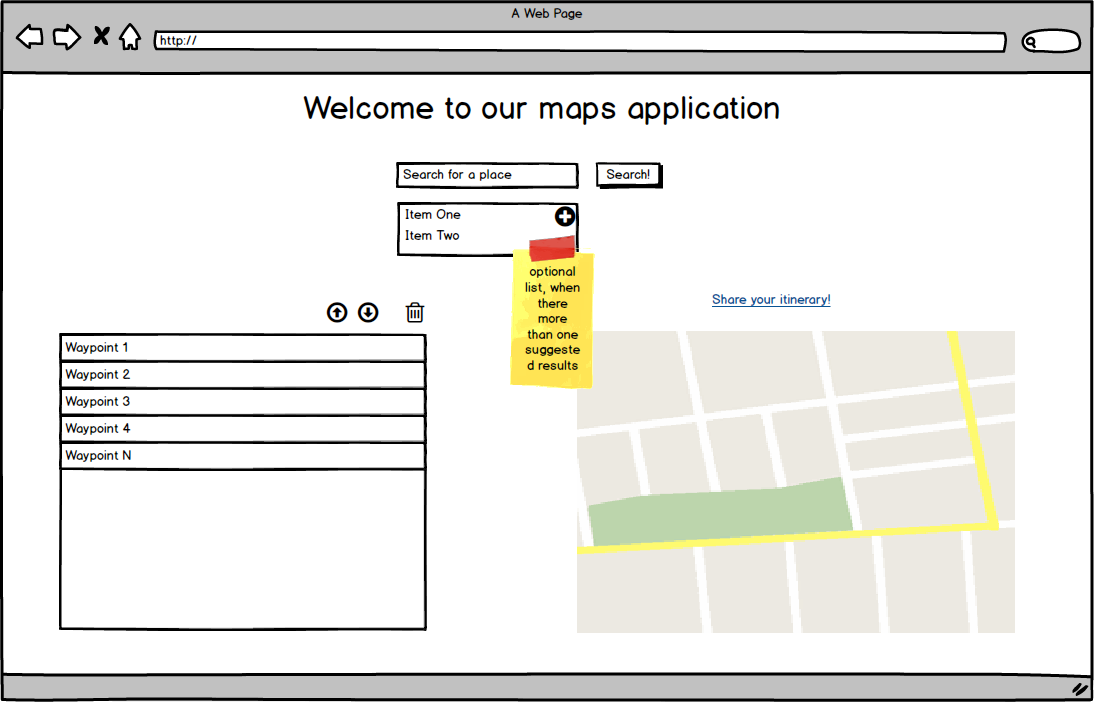 A Web Page
http://
Welcome to our maps application
Search for a place
Search!
Item One
Item Two
optional
list, when
there
more
than one
suggeste
d results
Share your itinerary!
Waypoint 1
Waypoint 2
Waypoint 3
Waypoint 4
Waypoint N